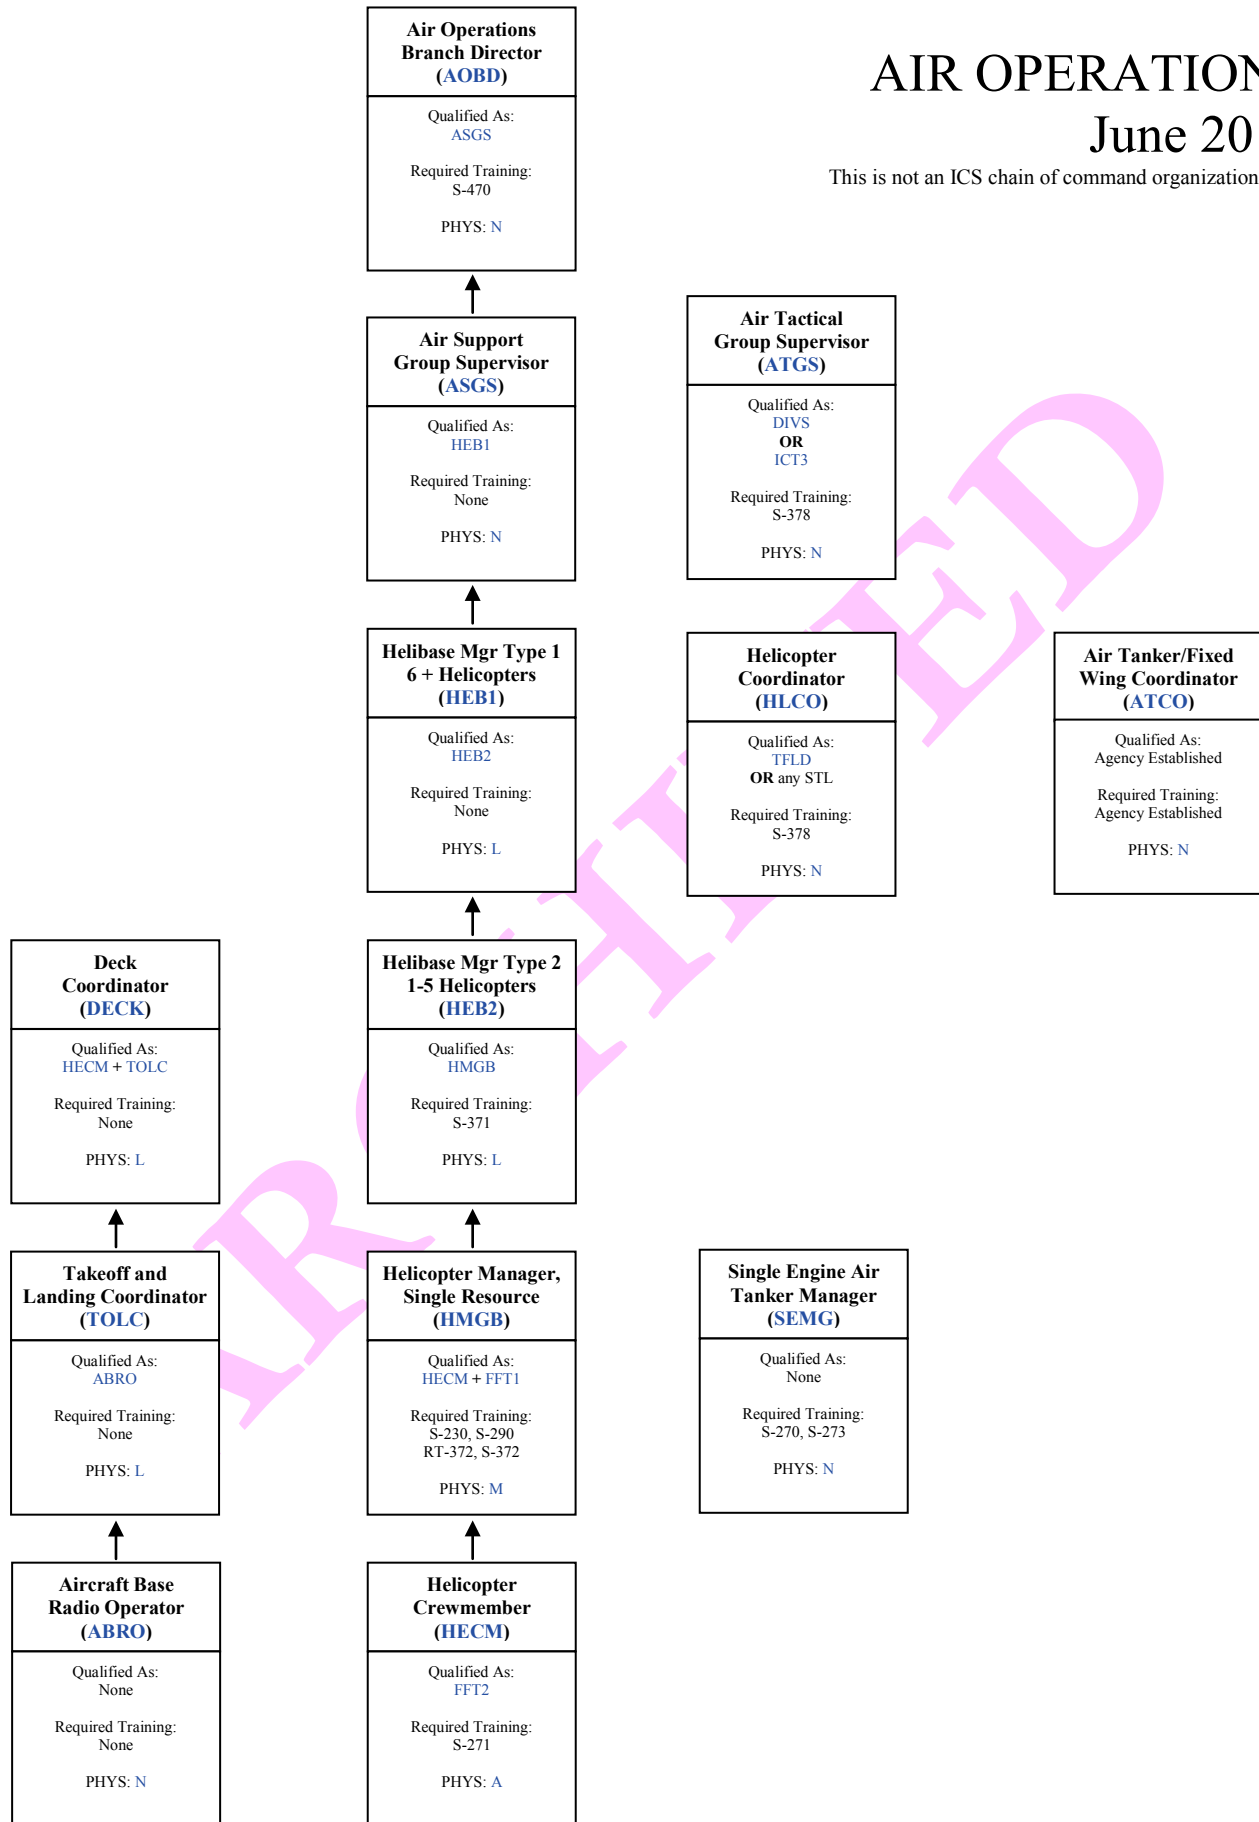 Air Operations
Branch Director
(AOBD)
Qualified As:
ASGS
Required Training:
S-470
PHYS: N
AIR OPERATION
June 20
This is not an ICS chain of command organization
Air Support
Group Supervisor
(ASGS)
Qualified As:
HEB1
Required Training:
None
PHYS: N
Air Tactical
Group Supervisor
(ATGS)
Qualified As:
DIVS
OR
ICT3
Required Training:
S-378
PHYS: N
Helibase Mgr Type 1
6 + Helicopters
(HEB1)
Qualified As:
HEB2
Required Training:
None
PHYS: L
Helicopter
Coordinator
(HLCO)
Qualified As:
TFLD
OR any STL
Required Training:
S-378
PHYS: N
Air Tanker/Fixed
Wing Coordinator
(ATCO)
Qualified As:
Agency Established
Required Training:
Agency Established
PHYS: N
Deck
Coordinator
(DECK)
Qualified As:
HECM + TOLC
Required Training:
None
PHYS: L
Helibase Mgr Type 2
1-5 Helicopters
(HEB2)
Qualified As:
HMGB
Required Training:
S-371
PHYS: L
Takeoff and
Landing Coordinator
(TOLC)
Qualified As:
ABRO
Required Training:
None
PHYS: L
Helicopter Manager,
Single Resource
(HMGB)
Qualified As:
HECM + FFT1
Required Training:
S-230, S-290
RT-372, S-372
PHYS: M
Single Engine Air
Tanker Manager
(SEMG)
Qualified As:
None
Required Training:
S-270, S-273
PHYS: N
Aircraft Base
Radio Operator
(ABRO)
Qualified As:
None
Required Training:
None
PHYS: N
Helicopter
Crewmember
(HECM)
Qualified As:
FFT2
Required Training:
S-271
PHYS: A
ARCHIVED